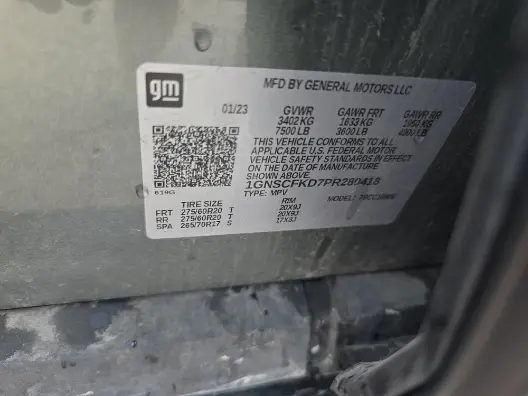 gm
MFD BY GENERAL MOTORS LLC
01/23 GVWR GAWR FRT GAWR RR
3402 KG 1633 KG KG
7500 LB 3600 LB LB
THIS VEHICLE CONFORMS TO ALL
APPLICABLE U.S. FEDERAL MOTOR
VEHICLE SAFETY STANDARDS IN EFFECT
ON THE DATE OF MANUFACTURE
SHOWN ABOVE
1GNSCFKD7PR280418
TYPE: MPV MODEL:
TIRE SIZE RIM
FRT 275/60R20 T 20X9J
RR 275/60R20 T 20X9J
SPA 265/70R17 S